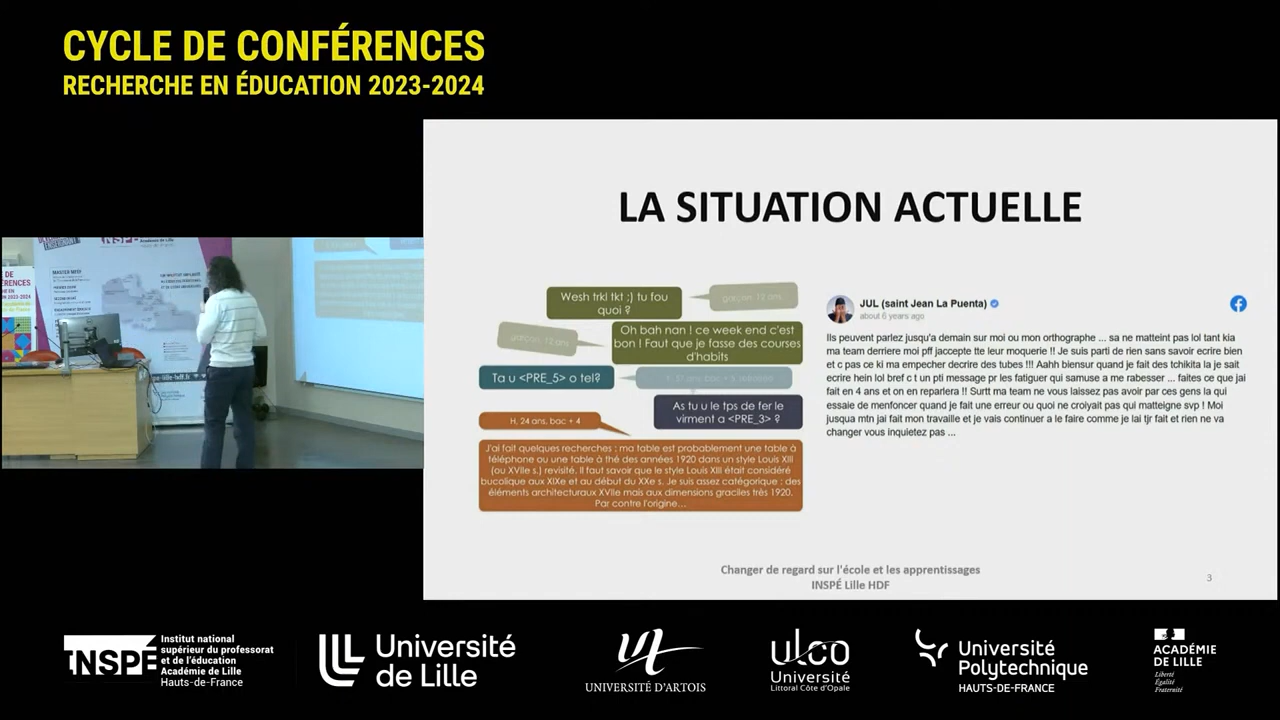 CYCLE DE CONFÉRENCES
RECHERCHE EN ÉDUCATION 2023-2024
LA SITUATION ACTUELLE
Wesh trkl tkt ;) tu fou
quoi ?
garçon, 12 ans
Oh bah nan ! ce week end c'est
bon ! Faut que je fasse des courses
d'habits
garçon, 12 ans
Ta u <PRE_5> o tel?
As tu u le tps de fer le
virment a <PRE_3> ?
H, 24 ans, bac + 4
J'ai fait quelques recherches : ma table est probablement une table à
téléphone ou une table à thé des années 1920 dans un style Louis XIII
(ou XVIIe s.) revisité. Il faut savoir que le style Louis XIII était considéré
bucolique aux XIXe et au début du XXe s. Je suis assez catégorique : des
éléments architecturaux XVIIe mais aux dimensions graciles très 1920.
Par contre l'origine...
JUL (saint Jean La Puenta)
about 6 years ago
Ils peuvent parlez jusqu'a demain sur moi ou mon orthographe ... sa ne matteint pas lol tant kia
ma team derriere moi pff jaccepte tte leur moquerie !! Je suis parti de rien sans savoir ecrire bien
et c pas ce ki ma empecher decrire des tubes !!! Aahh biensur quand je fait des tchikita la je sait
ecrire hein lol bref c t un pti message pr les fatiguer qui samuse a me rabesser ... faites ce que jai
fait en 4 ans et on en reparlera !! Surtt ma team ne vous laissez pas avoir par ces gens la qui
essaie de menfoncer quand je fait une erreur ou quoi ne croiyait pas qui matteigne svp ! Moi
jusqua mtn jai fait mon travaille et je vais continuer a le faire comme je lai tjr fait et rien ne va
changer vous inquietez pas ...
Changer de regard sur l'école et les apprentissages
INSPÉ Lille HDF
3
INSPÉ
Institut national
supérieur du professorat
et de l'éducation
Académie de Lille
Hauts-de-France
Université
de Lille
UNIVERSITÉ D'ARTOIS
ulco
Université
Littoral Côte d'Opale
Université
Polytechnique
HAUTS-DE-FRANCE
ACADÉMIE
DE LILLE
Liberté
Égalité
Fraternité